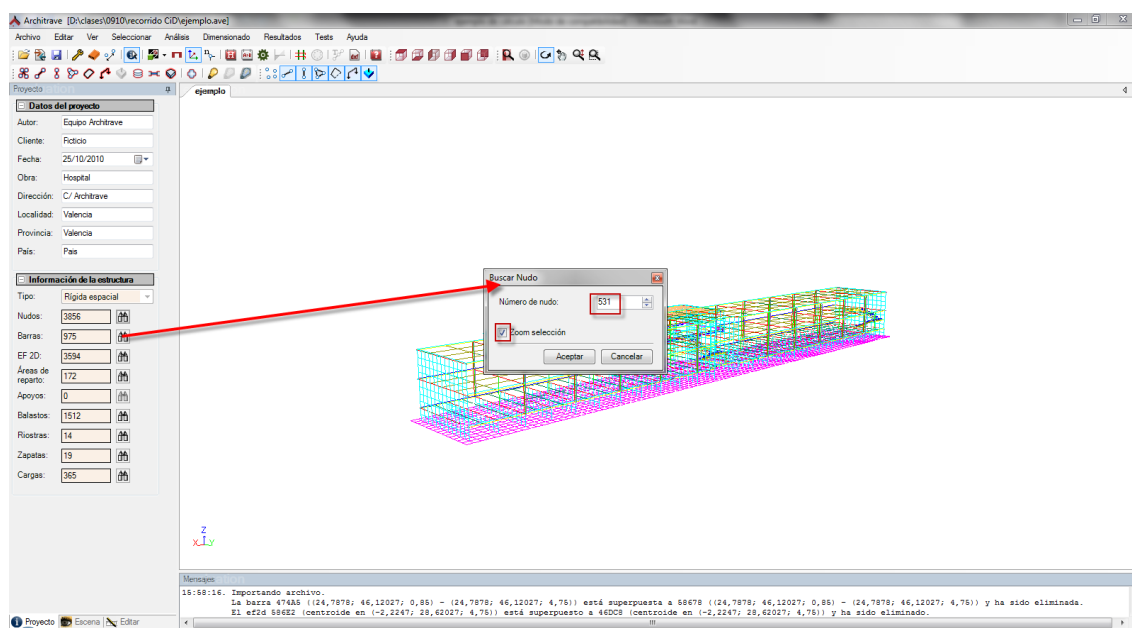 Architrave [D:\clases\0910\recorrido CiD\ejemplo.ave]
Archivo Editar Ver Seleccionar Análisis Dimensionado Resultados Tests Ayuda
Proyecto
ejemplo
Datos del proyecto
Autor: Equipo Architrave
Cliente: Ficticio
Fecha: 25/10/2010
Obra: Hospital
Dirección: C/ Architrave
Localidad: Valencia
Provincia: Valencia
País: Pais
Información de la estructura
Tipo: Rígida espacial
Nudos: 3856
Barras: 975
EF 2D: 3594
Áreas de reparto: 172
Apoyos: 0
Balastos: 1512
Riostras: 14
Zapatas: 19
Cargas: 365
Buscar Nudo
Número de nudo: 531
Zoom selección
Aceptar Cancelar
Z
X Y
Mensajes
15:58:16. Importando archivo.
La barra 474A5 ((24,7878; 46,12027; 0,85) - (24,7878; 46,12027; 4,75)) está superpuesta a 58678 ((24,7878; 46,12027; 0,85) - (24,7878; 46,12027; 4,75)) y ha sido eliminada.
El ef2d 586E2 (centroide en (-2,2247; 28,62027; 4,75)) está superpuesto a 46DC8 (centroide en (-2,2247; 28,62027; 4,75)) y ha sido eliminado.
Proyecto Escena Editar